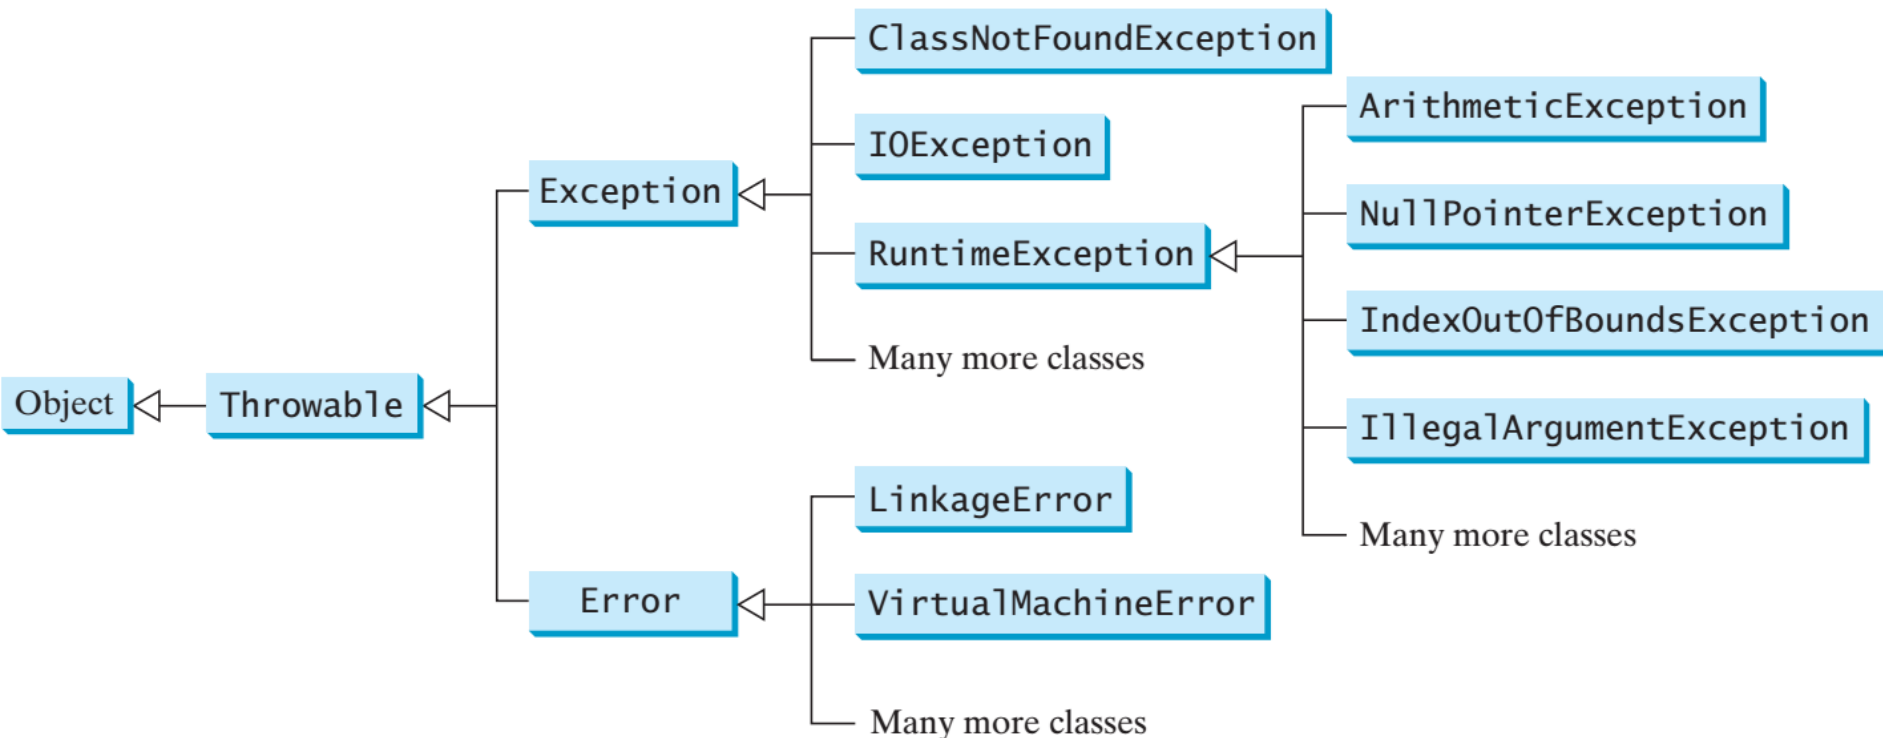 ClassNotFoundException
ArithmeticException
IOException
Exception
NullPointerException
RuntimeException
IndexOutOfBoundsException
Many more classes
Object
Throwable
IllegalArgumentException
LinkageError
Many more classes
Error
VirtualMachineError
Many more classes